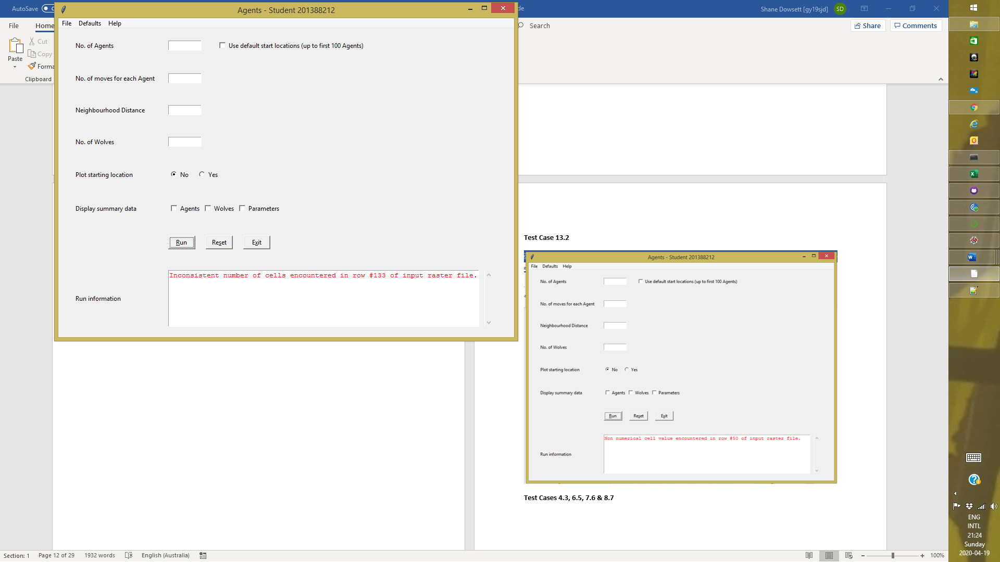 AutoSave
Agents - Student 201388212
de
Shane Dowsett [gy19sjd]
SD
File
Home
Search
Share
Comments
Cut
Copy
Forma
Paste
Clipboard
File Defaults Help
No. of Agents
Use default start locations (up to first 100 Agents)
No. of moves for each Agent
Neighbourhood Distance
No. of Wolves
Plot starting location
No Yes
Display summary data
Agents Wolves Parameters
Run Reset Exit
Inconsistent number of cells encountered in row #133 of input raster file.
Run information
Test Case 13.2
Agents - Student 201388212
File Defaults Help
No. of Agents
Use default start locations (up to first 100 Agents)
No. of moves for each Agent
Neighbourhood Distance
No. of Wolves
Plot starting location
No Yes
Display summary data
Agents Wolves Parameters
Run Reset Exit
Non numerical cell value encountered in row #50 of input raster file.
Run information
Test Cases 4.3, 6.5, 7.6 & 8.7
Section: 1 Page 12 of 29 1932 words English (Australia)
100%
ENG
INTL
21:24
Sunday
2020-04-19